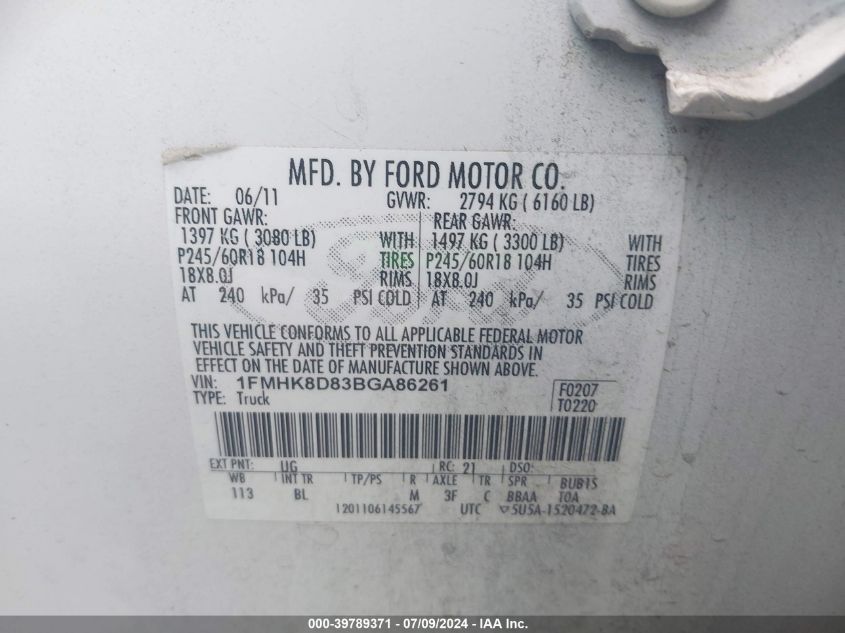 MFD. BY FORD MOTOR CO.
DATE: 06/11 GVWR: 2794 KG ( 6160 LB)
FRONT GAWR: REAR GAWR:
1397 KG ( 3080 LB) WITH 1497 KG ( 3300 LB) WITH
P245/60R18 104H TIRES P245/60R18 104H TIRES
18X8.0J RIMS 18X8.0J RIMS
AT 240 kPa/ 35 PSI COLD AT 240 kPa/ 35 PSI COLD
THIS VEHICLE CONFORMS TO ALL APPLICABLE FEDERAL MOTOR
VEHICLE SAFETY AND THEFT PREVENTION STANDARDS IN
EFFECT ON THE DATE OF MANUFACTURE SHOWN ABOVE.
VIN: 1FMHK8D83BGA86261 F0207
TYPE: Truck T0220
EXT PNT: UG RC: 21 DSO:
WB INT TR TP/PS R AXLE TR SPR BUB1S
113 BL M 3F C BBAA TOA
1201106145567 UTC ▽5U5A-1520472-BA
000-39789371 / 07/09/2024 - IAA Inc.